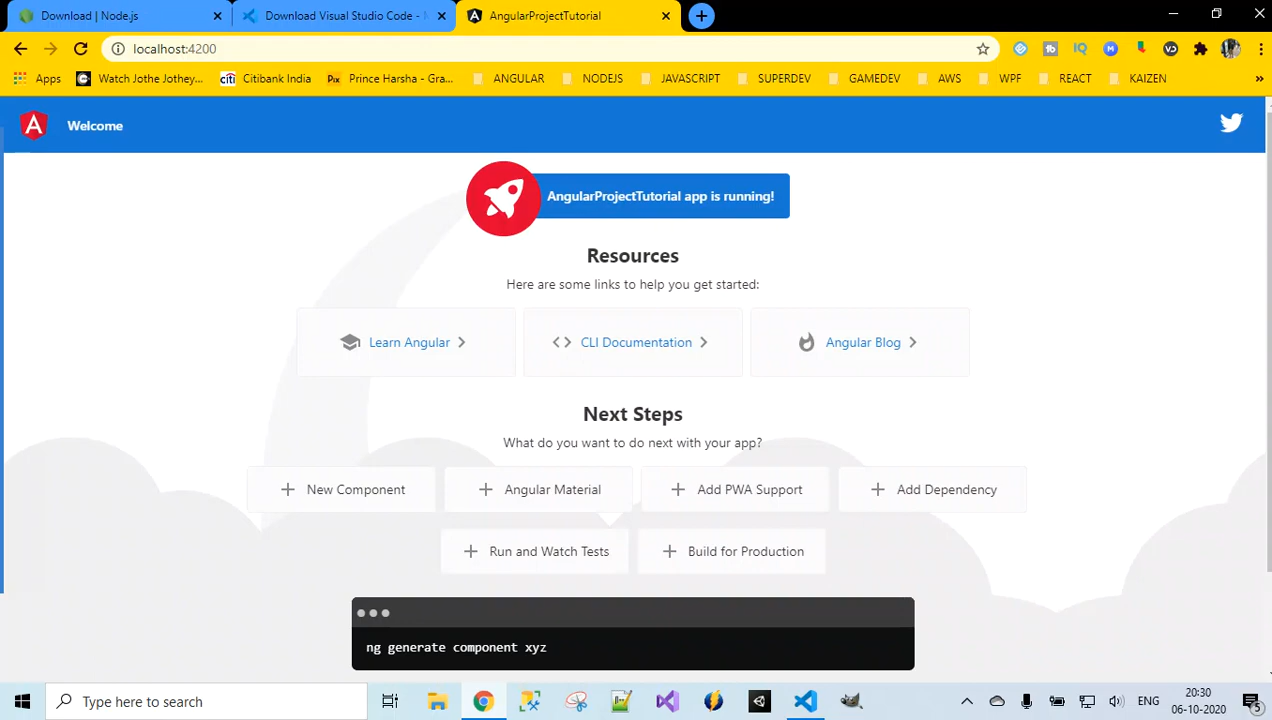 Download | Node.js
Download Visual Studio Code -
AngularProjectTutorial
localhost:4200
Apps
Watch Jothe Jothey...
citi Citibank India
Pix Prince Harsha - Gra...
ANGULAR
NODEJS
JAVASCRIPT
SUPERDEV
GAMEDEV
AWS
WPF
REACT
KAIZEN
»
A Welcome
AngularProjectTutorial app is running!
Resources
Here are some links to help you get started:
Learn Angular
CLI Documentation
Angular Blog
Next Steps
What do you want to do next with your app?
New Component
Angular Material
Add PWA Support
Add Dependency
Run and Watch Tests
Build for Production
ng generate component xyz
Type here to search
ENG
20:30
06-10-2020
5